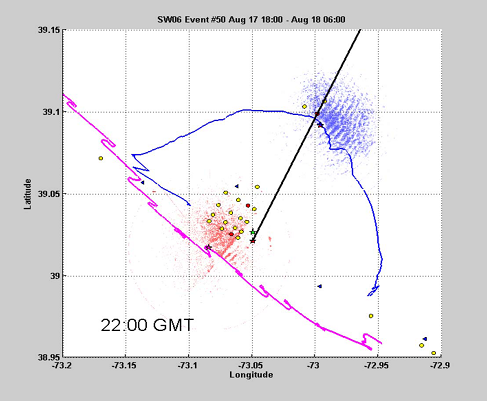 SW06 Event #50 Aug 17 18:00 - Aug 18 06:00
39.15
39.1
39.05
39
38.95
Latitude
22:00 GMT
-73.2 -73.15 -73.1 -73.05 -73 -72.95 -72.9
Longitude